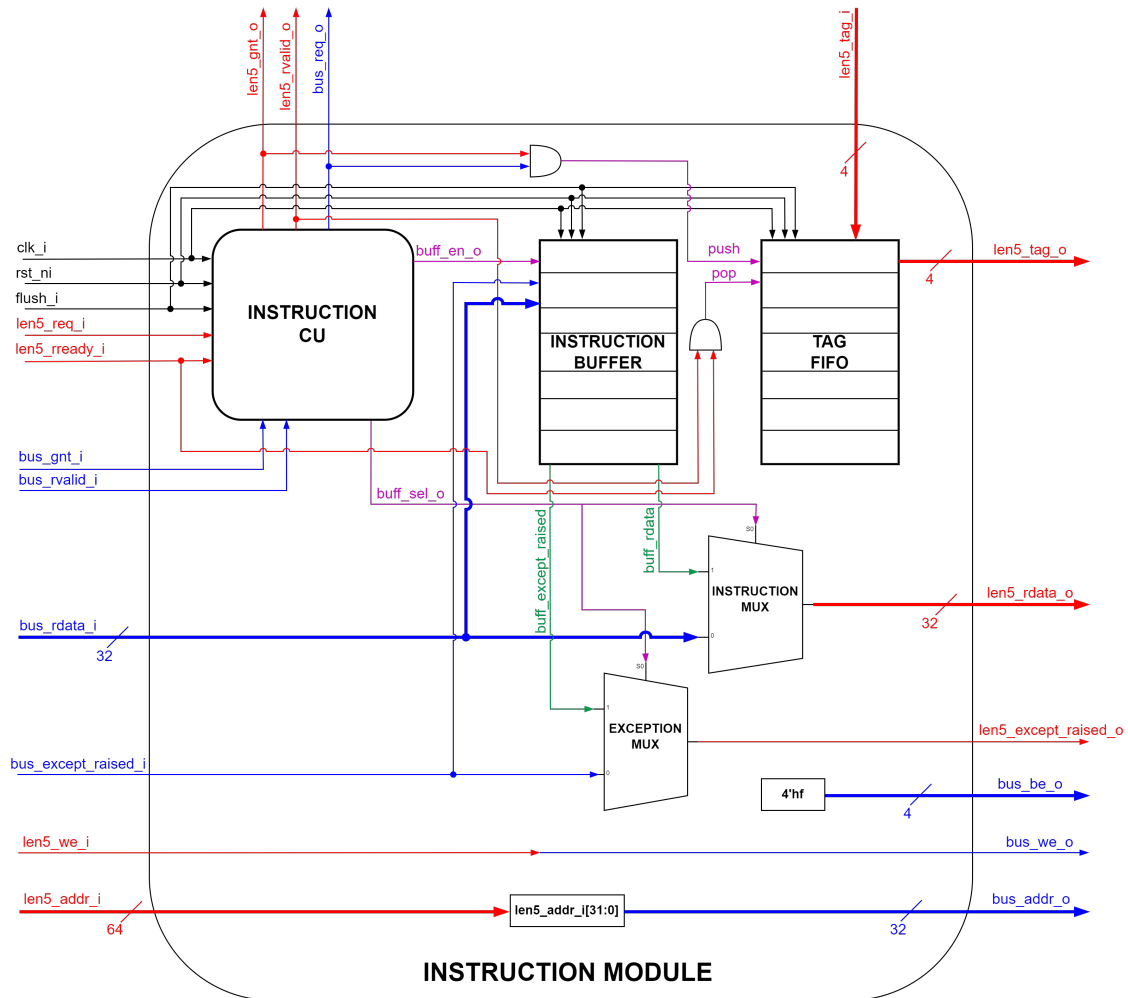 len5_gnt_o
len5_rvalid_o
bus_req_o
len5_tag_i
4
clk_i
rst_ni
flush_i
len5_req_i
len5_rready_i
INSTRUCTION
CU
buff_en_o
INSTRUCTION
BUFFER
push
pop
TAG
FIFO
len5_tag_o
4
bus_gnt_i
bus_rvalid_i
buff_sel_o
buff_except_raised
buff_rdata
S0
1
INSTRUCTION
MUX
0
len5_rdata_o
32
bus_rdata_i
32
S0
1
EXCEPTION
MUX
0
len5_except_raised_o
bus_except_raised_i
4'hf
bus_be_o
4
len5_we_i
bus_we_o
len5_addr_i
64
len5_addr_i[31:0]
bus_addr_o
32
INSTRUCTION MODULE